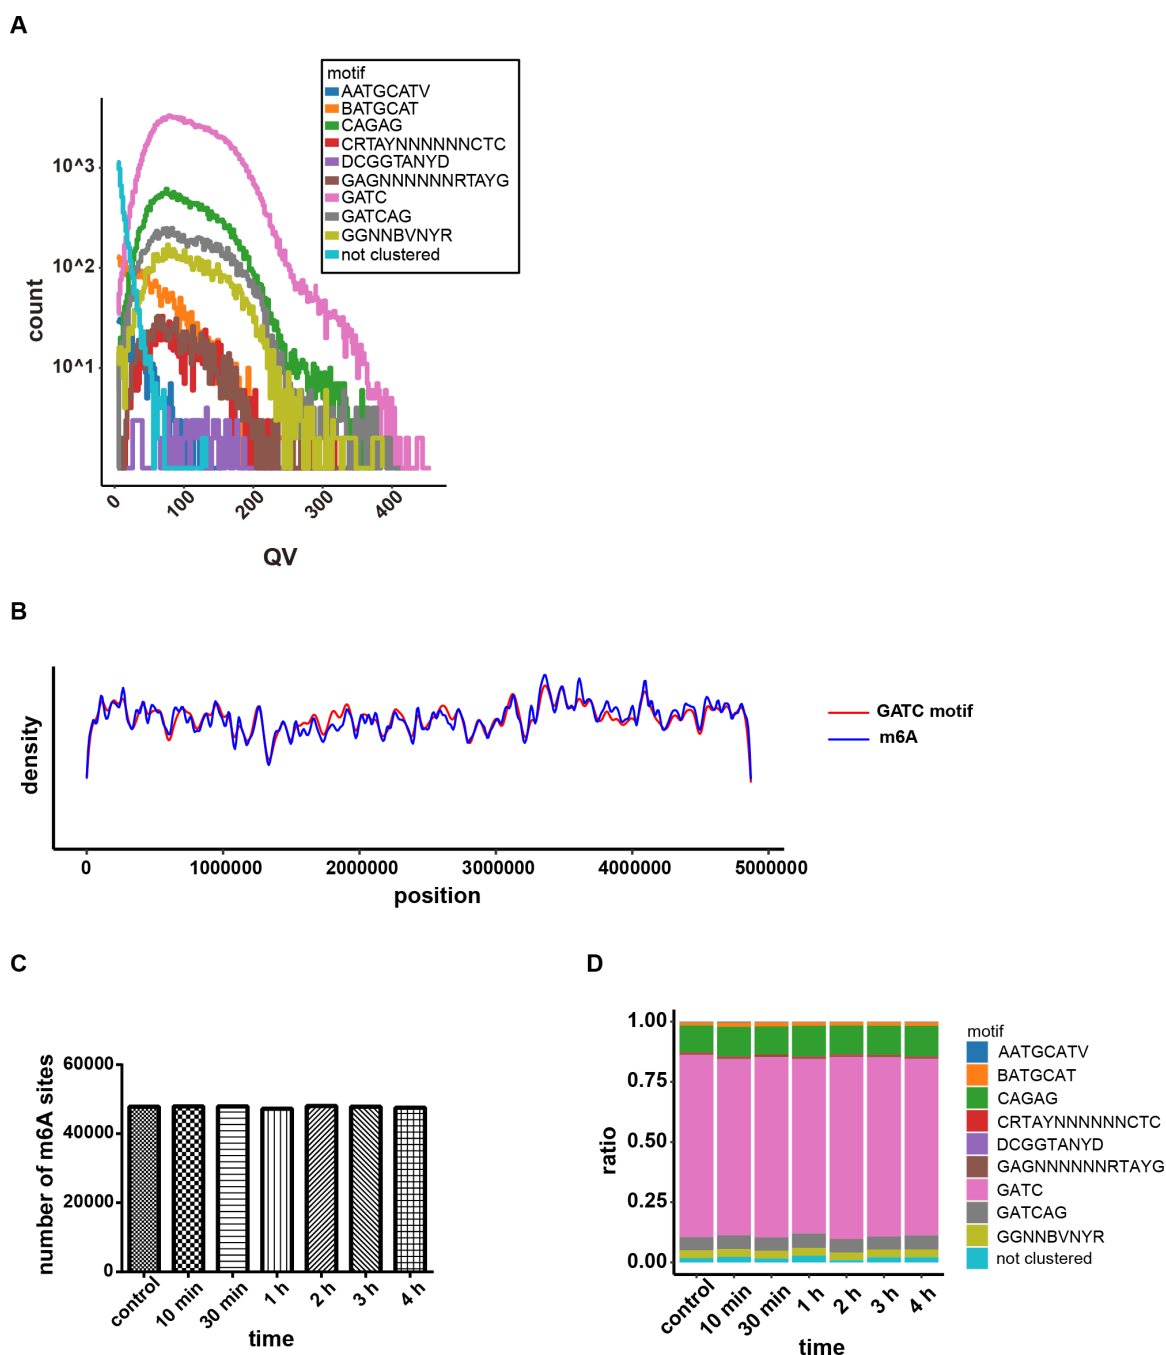 A
motif
AATGCATV
BATGCAT
CAGAG
CRTAYNNNNNNCTC
DCGGTANYD
GAGNNNNNNRTAYG
GATC
GATCAG
GGNNBVNYR
not clustered
10^3
10^2
10^1
count
0
100
200
300
400
QV
B
density
GATC motif
m6A
0
1000000
2000000
3000000
4000000
5000000
position
C
number of m6A sites
60000
40000
20000
0
control
10 min
30 min
1 h
2 h
3 h
4 h
time
D
ratio
1.00
0.75
0.50
0.25
0.00
control
10 min
30 min
1 h
2 h
3 h
4 h
time
motif
AATGCATV
BATGCAT
CAGAG
CRTAYNNNNNNCTC
DCGGTANYD
GAGNNNNNNRTAYG
GATC
GATCAG
GGNNBVNYR
not clustered